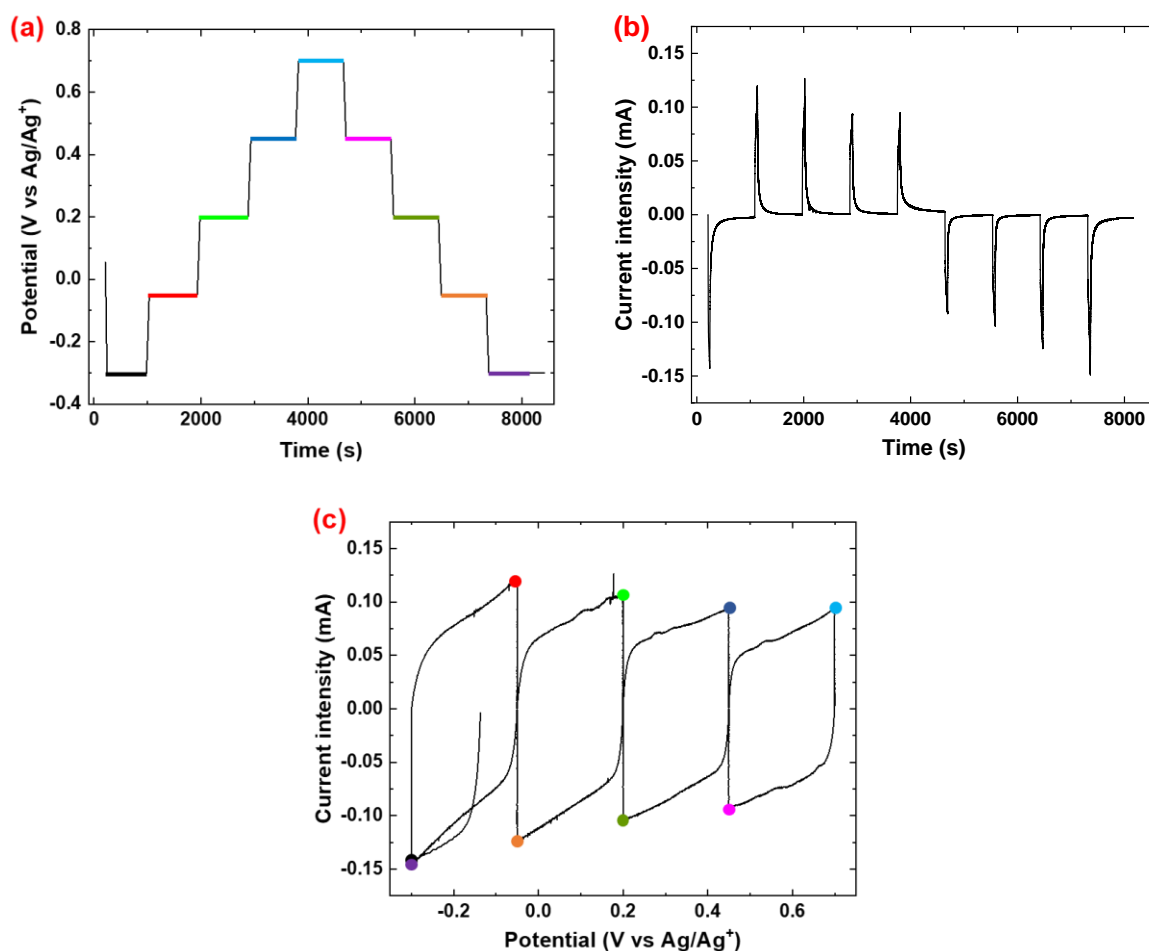 (a)
Potential (V vs Ag/Ag⁺)
0.8
0.6
0.4
0.2
0.0
-0.2
-0.4
0 2000 4000 6000 8000
Time (s)
(b)
Current intensity (mA)
0.15
0.10
0.05
0.00
-0.05
-0.10
-0.15
0 2000 4000 6000 8000
Time (s)
(c)
Current intensity (mA)
0.15
0.10
0.05
0.00
-0.05
-0.10
-0.15
-0.2 0.0 0.2 0.4 0.6
Potential (V vs Ag/Ag⁺)